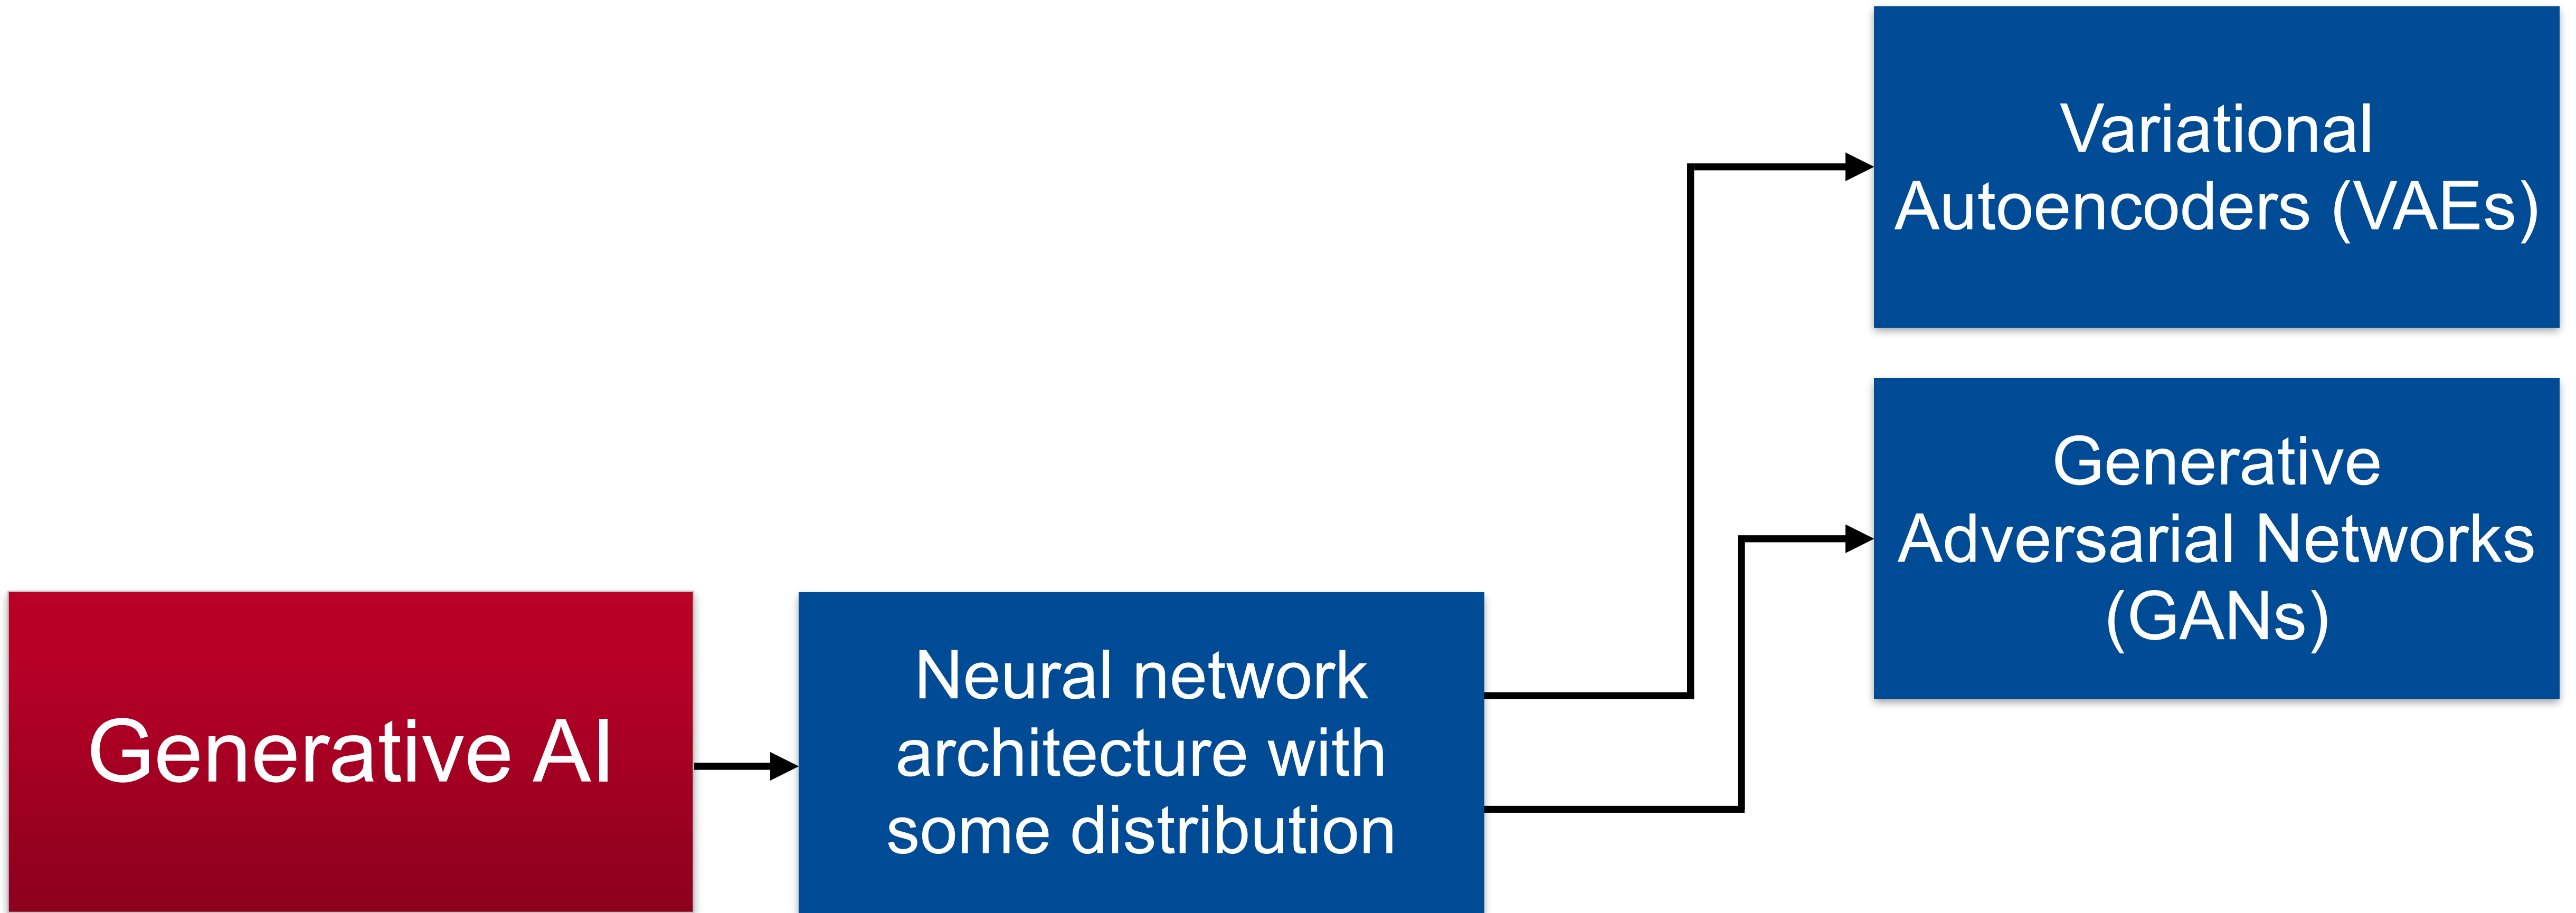 Variational
Autoencoders (VAEs)
Generative
Adversarial Networks
(GANs)
Generative AI
Neural network
architecture with
some distribution